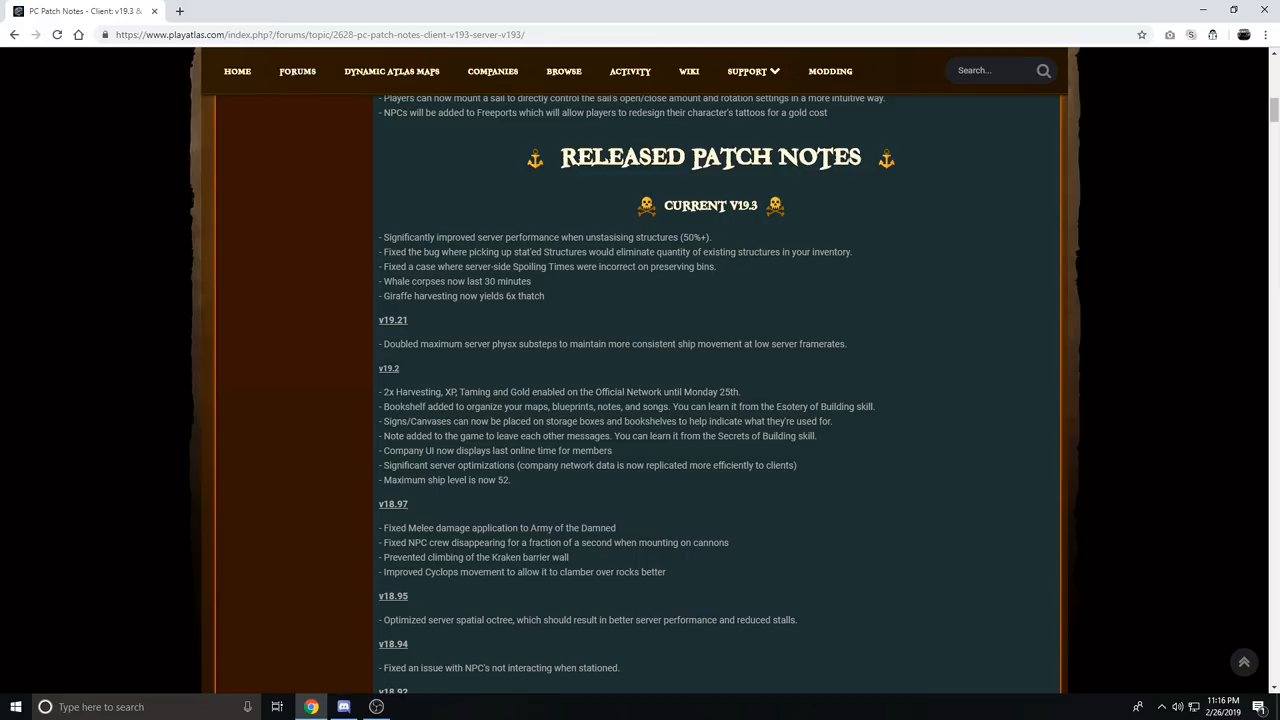 PC Patch Notes - Client: v19.3 &
https://www.playatlas.com/index.php?/forums/topic/2628-pc-patch-notes-client-v193-server-v193/
HOME
FORUMS
DYNAMIC ATLAS MAPS
COMPANIES
BROWSE
ACTIVITY
WIKI
SUPPORT
MODDING
Search...
- Players can now mount a sail to directly control the sail's open/close amount and rotation settings in a more intuitive way.
- NPCs will be added to Freeports which will allow players to redesign their character's tattoos for a gold cost
RELEASED PATCH NOTES
CURRENT V19.3
- Significantly improved server performance when unstasising structures (50%+).
- Fixed the bug where picking up stat'ed Structures would eliminate quantity of existing structures in your inventory.
- Fixed a case where server-side Spoiling Times were incorrect on preserving bins.
- Whale corpses now last 30 minutes
- Giraffe harvesting now yields 6x thatch
v19.21
- Doubled maximum server physx substeps to maintain more consistent ship movement at low server framerates.
v19.2
- 2x Harvesting, XP, Taming and Gold enabled on the Official Network until Monday 25th.
- Bookshelf added to organize your maps, blueprints, notes, and songs. You can learn it from the Esotery of Building skill.
- Signs/Canvases can now be placed on storage boxes and bookshelves to help indicate what they're used for.
- Note added to the game to leave each other messages. You can learn it from the Secrets of Building skill.
- Company UI now displays last online time for members
- Significant server optimizations (company network data is now replicated more efficiently to clients)
- Maximum ship level is now 52.
v18.97
- Fixed Melee damage application to Army of the Damned
- Fixed NPC crew disappearing for a fraction of a second when mounting on cannons
- Prevented climbing of the Kraken barrier wall
- Improved Cyclops movement to allow it to clamber over rocks better
v18.95
- Optimized server spatial octree, which should result in better server performance and reduced stalls.
v18.94
- Fixed an issue with NPC's not interacting when stationed.
v18.92
Type here to search
11:16 PM
2/26/2019